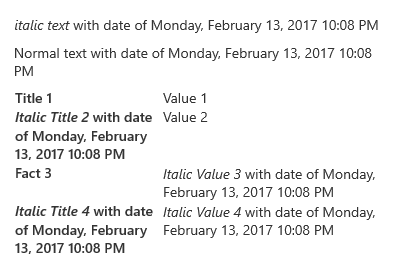 italic text with date of Monday, February 13, 2017 10:08 PM
Normal text with date of Monday, February 13, 2017 10:08
PM
Title 1 Value 1
Italic Title 2 with date Value 2
of Monday, February
13, 2017 10:08 PM
Fact 3 Italic Value 3 with date of Monday,
February 13, 2017 10:08 PM
Italic Title 4 with date Italic Value 4 with date of Monday,
of Monday, February February 13, 2017 10:08 PM
13, 2017 10:08 PM